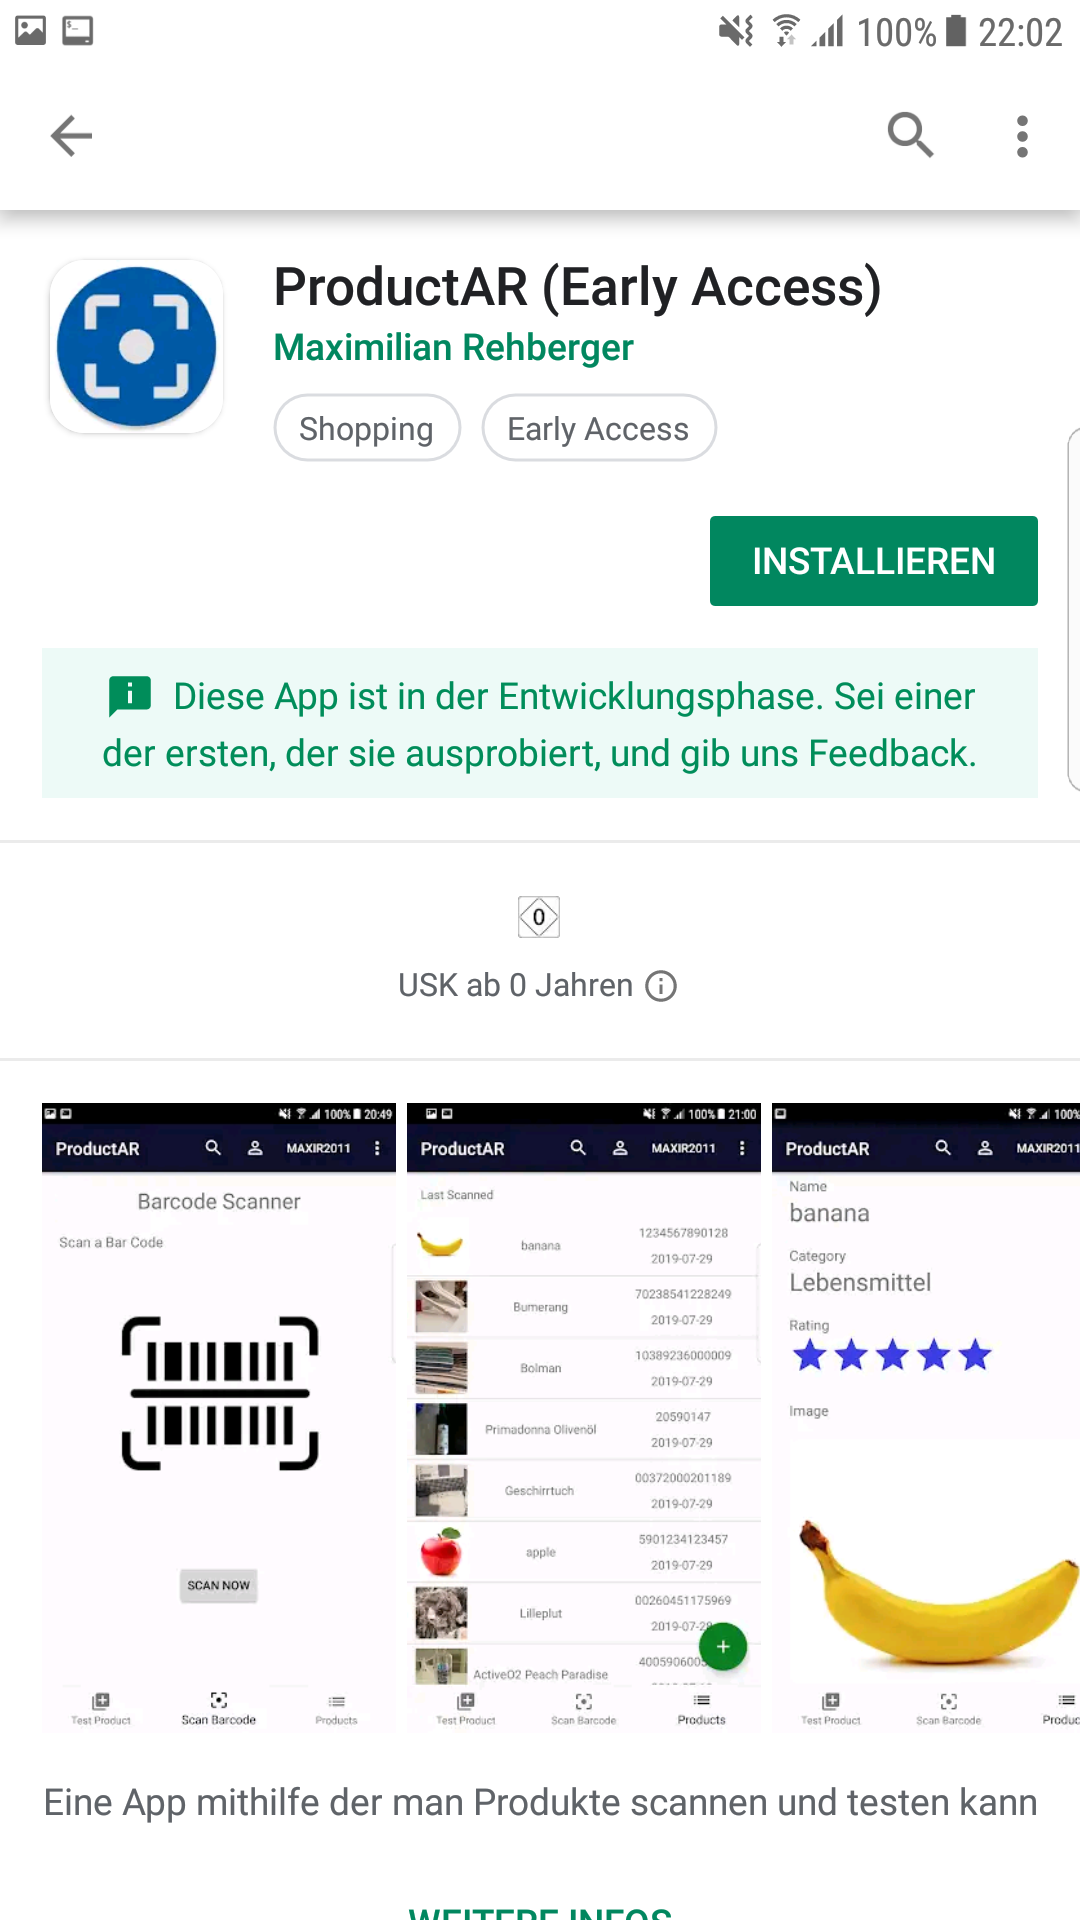 100% 22:02
ProductAR (Early Access)
Maximilian Rehberger
Shopping
Early Access
INSTALLIEREN
Diese App ist in der Entwicklungsphase. Sei einer
der ersten, der sie ausprobiert, und gib uns Feedback.
0
USK ab 0 Jahren
100% 20:49
ProductAR
MAXIR2011
Barcode Scanner
Scan a Bar Code
SCAN NOW
Test Product
Scan Barcode
Products
100% 21:00
ProductAR
MAXIR2011
Last Scanned
banana
1234567890128
2019-07-29
Bumerang
70238541228249
2019-07-29
Bolman
10389236000009
2019-07-29
Primadonna Olivenöl
20590147
2019-07-29
Geschirrtuch
00372000201189
2019-07-29
apple
5901234123457
2019-07-29
Lilleplut
00260451175969
2019-07-29
ActiveO2 Peach Paradise
400590600
Test Product
Scan Barcode
Products
100%
ProductAR
MAXIR2011
Name
banana
Category
Lebensmittel
Rating
Image
Test Product
Scan Barcode
Produc
Eine App mithilfe der man Produkte scannen und testen kann
WEITERE INFOS